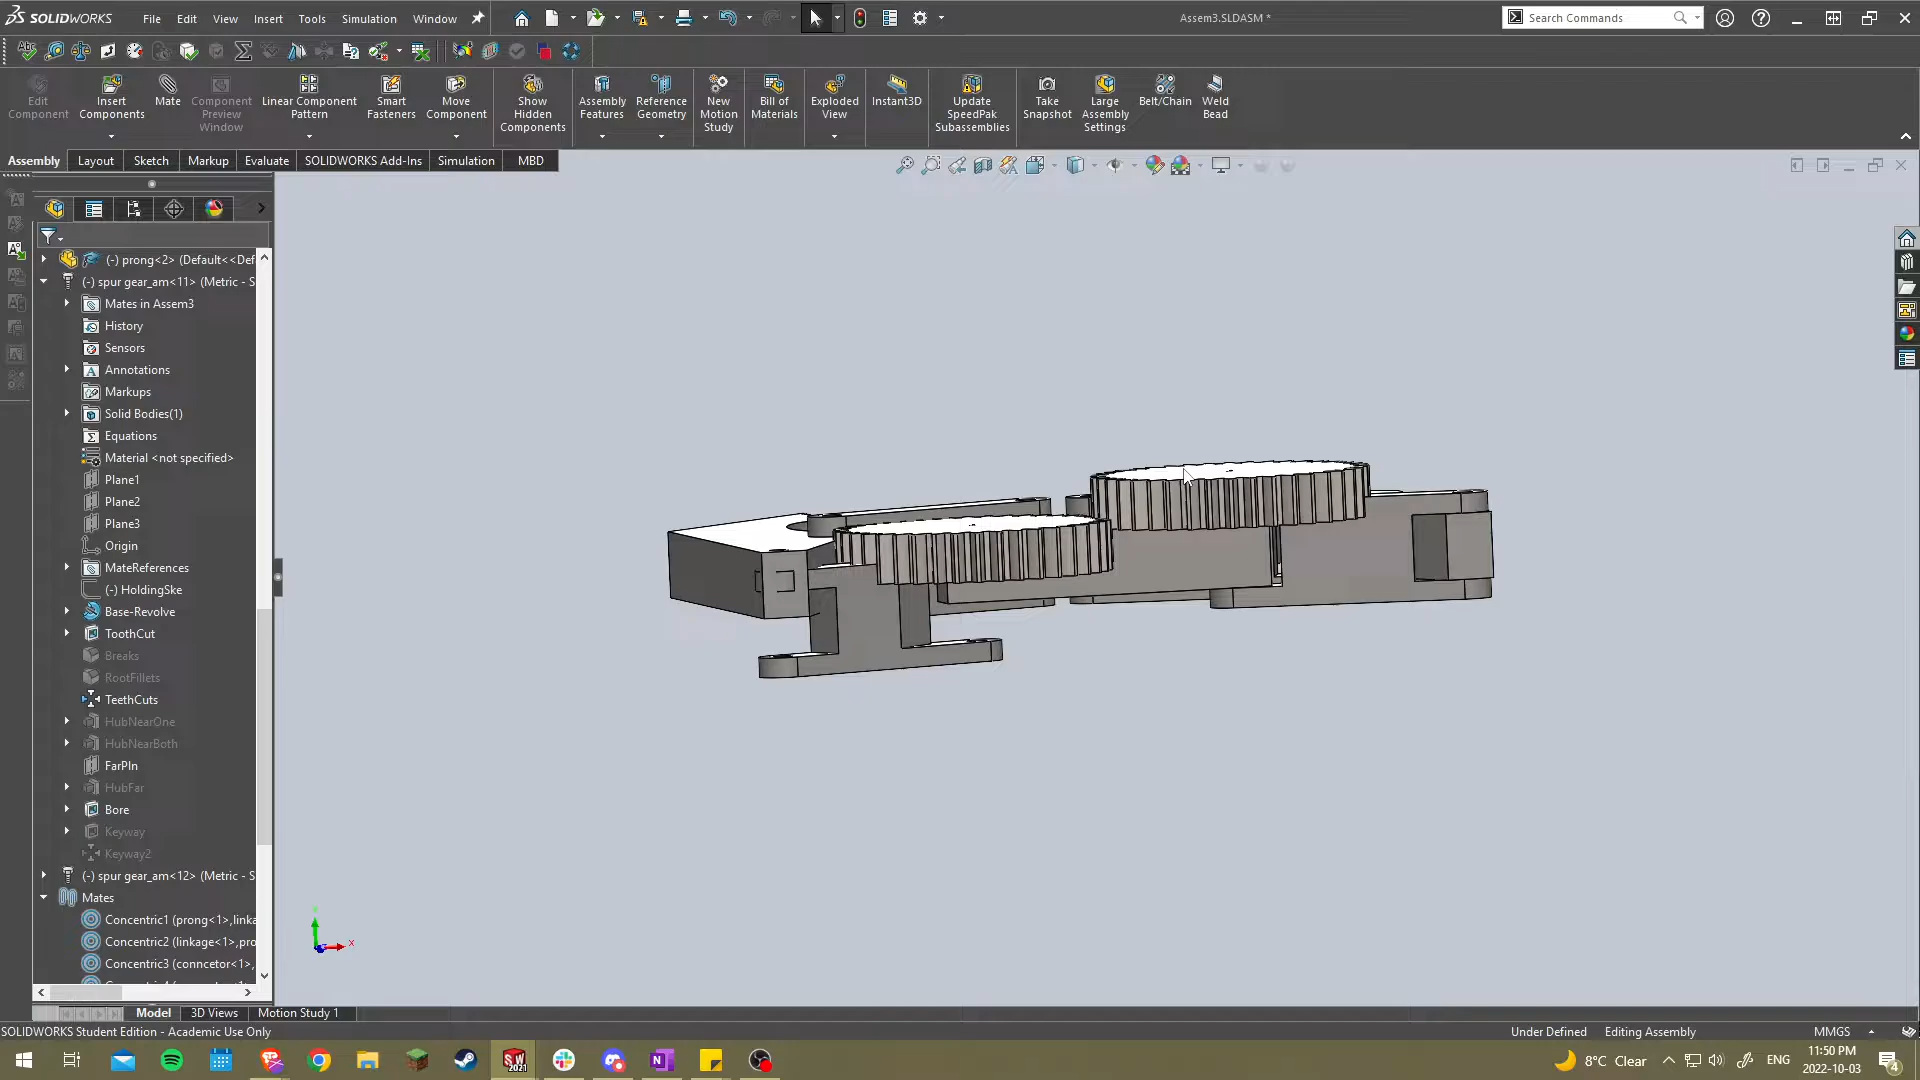 SOLIDWORKS File Edit View Insert Tools Simulation Window Assem3.SLDASM * Search Commands
Edit Component
Insert Components
Mate
Component Preview Window
Linear Component Pattern
Smart Fasteners
Move Component
Show Hidden Components
Assembly Features
Reference Geometry
New Motion Study
Bill of Materials
Exploded View
Instant3D
Update SpeedPak Subassemblies
Take Snapshot
Large Assembly Settings
Belt/Chain
Weld Bead
Assembly Layout Sketch Markup Evaluate SOLIDWORKS Add-Ins Simulation MBD
(-) prong<2> (Default<<Def
(-) spur gear_am<11> (Metric - S
Mates in Assem3
History
Sensors
Annotations
Markups
Solid Bodies(1)
Equations
Material <not specified>
Plane1
Plane2
Plane3
Origin
MateReferences
(-) HoldingSke
Base-Revolve
ToothCut
Breaks
RootFillets
TeethCuts
HubNearOne
HubNearBoth
FarPln
HubFar
Bore
Keyway
Keyway2
(-) spur gear_am<12> (Metric - S
Mates
Concentric1 (prong<1>,linka
Concentric2 (linkage<1>,pro
Concentric3 (conncetor<1>,
x
Model 3D Views Motion Study 1
SOLIDWORKS Student Edition - Academic Use Only Under Defined Editing Assembly MMGS
8°C Clear ENG 11:50 PM
2022-10-03
4